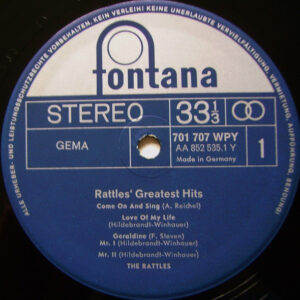 ALLE URHEBER- UND LEISTUNGSSCHUTZRECHTE VORBEHALTEN. KEIN VERLEIH! KEINE UNERLAUBTE VERVIELFÄLTIGUNG, VERMIETUNG, AUFFÜHRUNG, SENDUNG!
fontana
STEREO 33 1/3
GEMA
701 707 WPY
AA 852 535.1 Y
Made in Germany
1
Rattles' Greatest Hits
Come On And Sing (A. Reichel)
Love Of My Life
(Hildebrandt-Winhauer)
Geraldine (F. Steven)
Mr. I (Hildebrandt-Winhauer)
Mr. II (Hildebrandt-Winhauer)
THE RATTLES